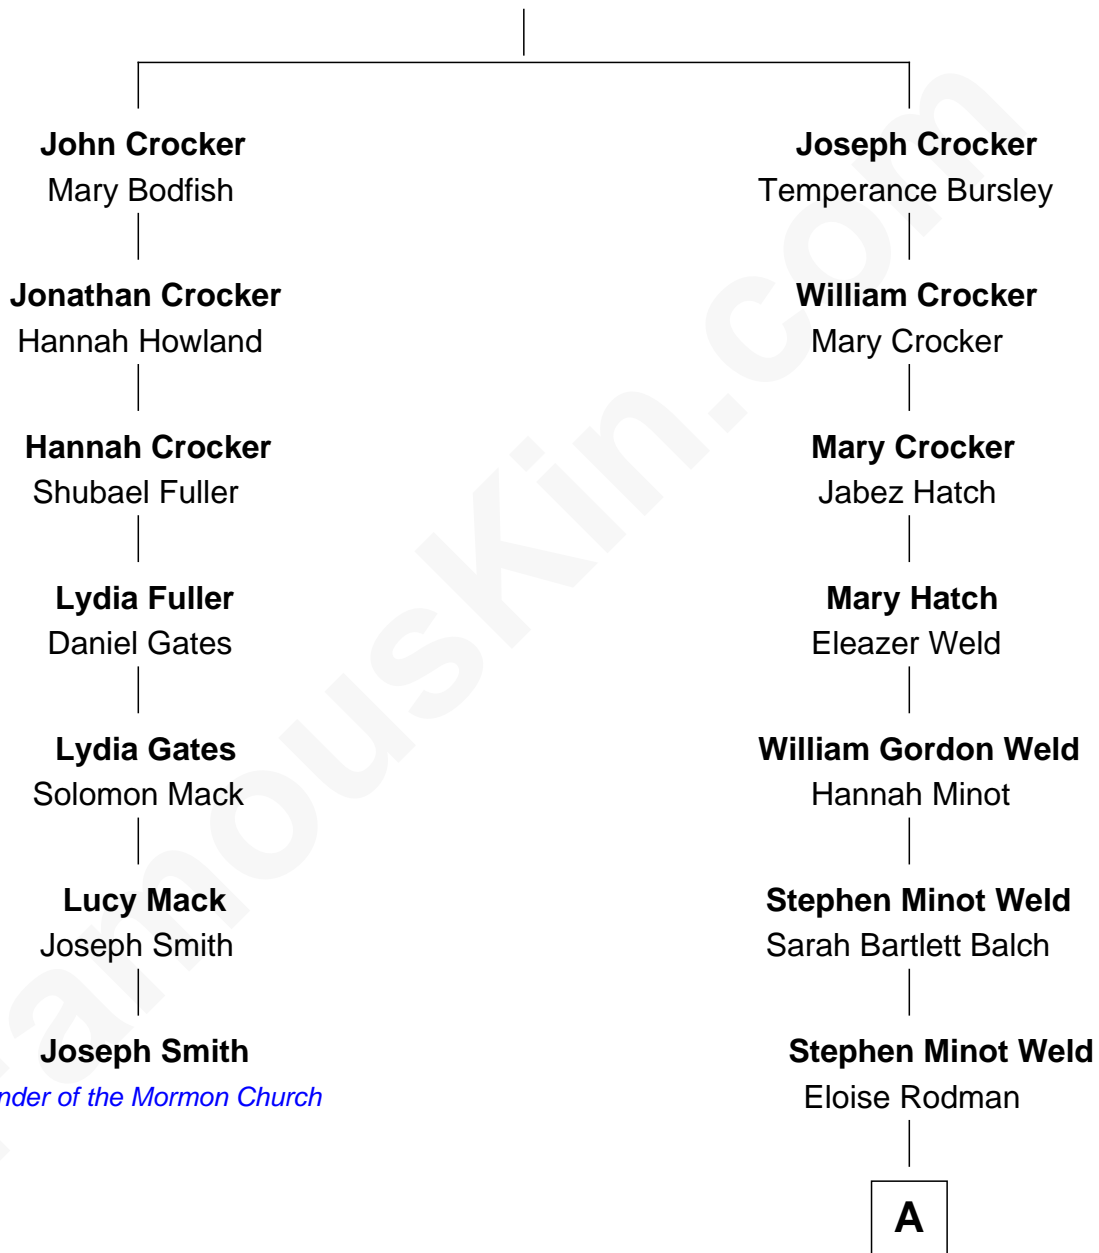 John Crocker
Mary Bodfish
Joseph Crocker
Temperance Bursley
Jonathan Crocker
Hannah Howland
William Crocker
Mary Crocker
Hannah Crocker
Shubael Fuller
Mary Crocker
Jabez Hatch
Lydia Fuller
Daniel Gates
Mary Hatch
Eleazer Weld
Lydia Gates
Solomon Mack
William Gordon Weld
Hannah Minot
Lucy Mack
Joseph Smith
Stephen Minot Weld
Sarah Bartlett Balch
Joseph Smith
nder of the Mormon Church
Stephen Minot Weld
Eloise Rodman
A
FamousKin.com